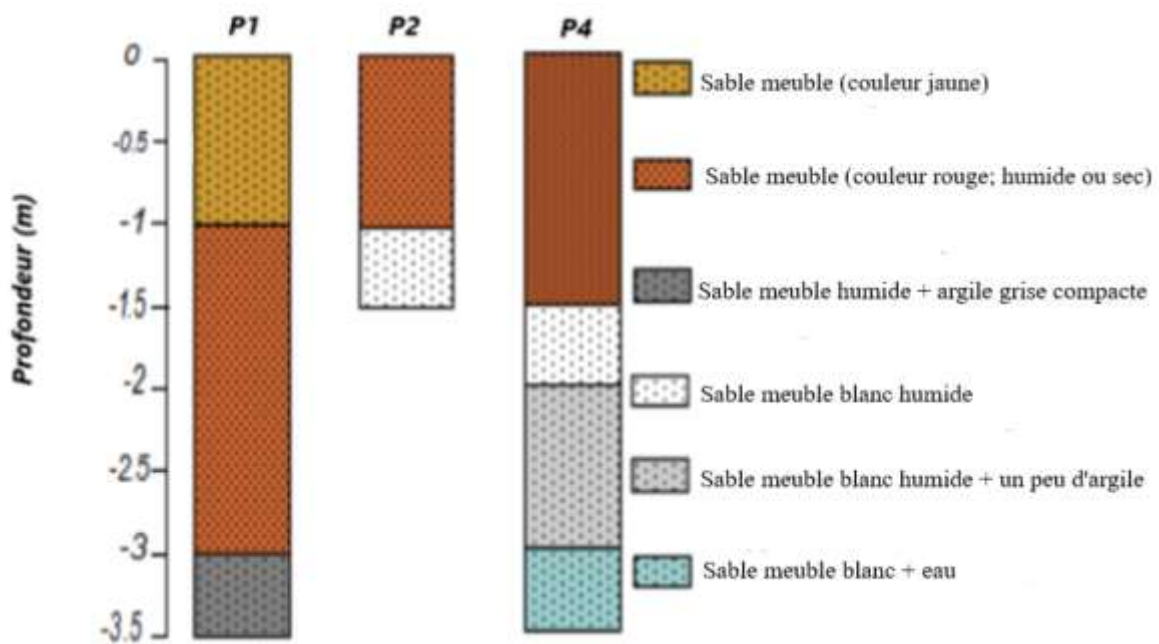 P1 P2 P4
Profondeur (m)
0
-0.5
-1
-1.5
-2
-2.5
-3
-3.5
Sable meuble (couleur jaune)
Sable meuble (couleur rouge; humide ou sec)
Sable meuble humide + argile grise compacte
Sable meuble blanc humide
Sable meuble blanc humide + un peu d'argile
Sable meuble blanc + eau